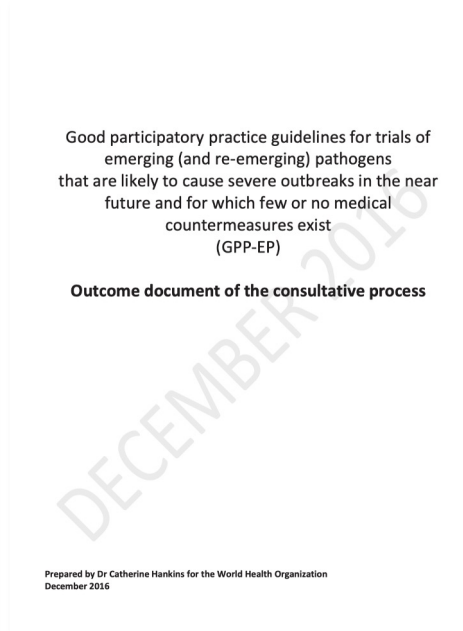 Good participatory practice guidelines for trials of
emerging (and re-emerging) pathogens
that are likely to cause severe outbreaks in the near
future and for which few or no medical
countermeasures exist
(GPP-EP)
Outcome document of the consultative process
DECEMBER 2016
Prepared by Dr Catherine Hankins for the World Health Organization
December 2016